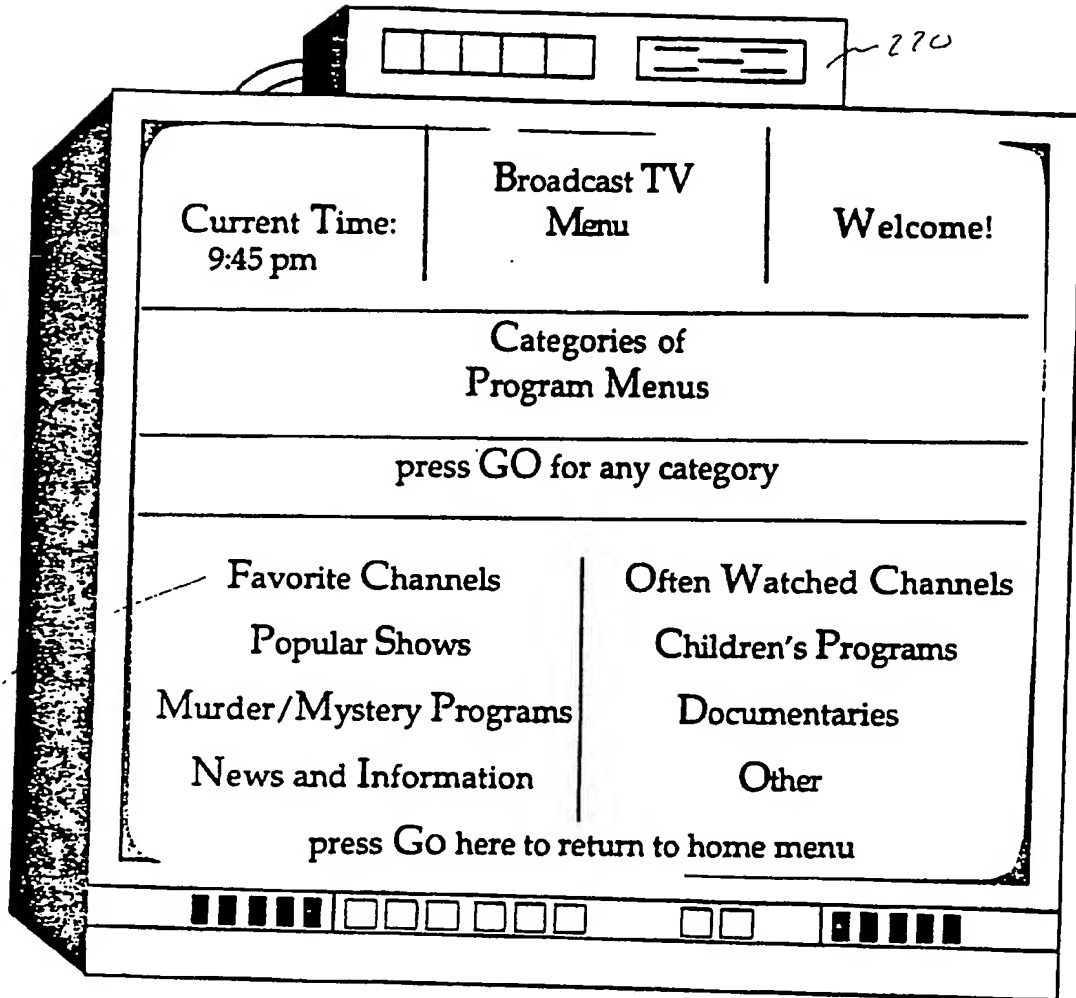 220
Broadcast TV
Menu
Current Time:
9:45 pm
Welcome!
Categories of
Program Menus
press GO for any category
Favorite Channels
Often Watched Channels
Popular Shows
Children's Programs
Murder/Mystery Programs
Documentaries
News and Information
Other
press Go here to return to home menu